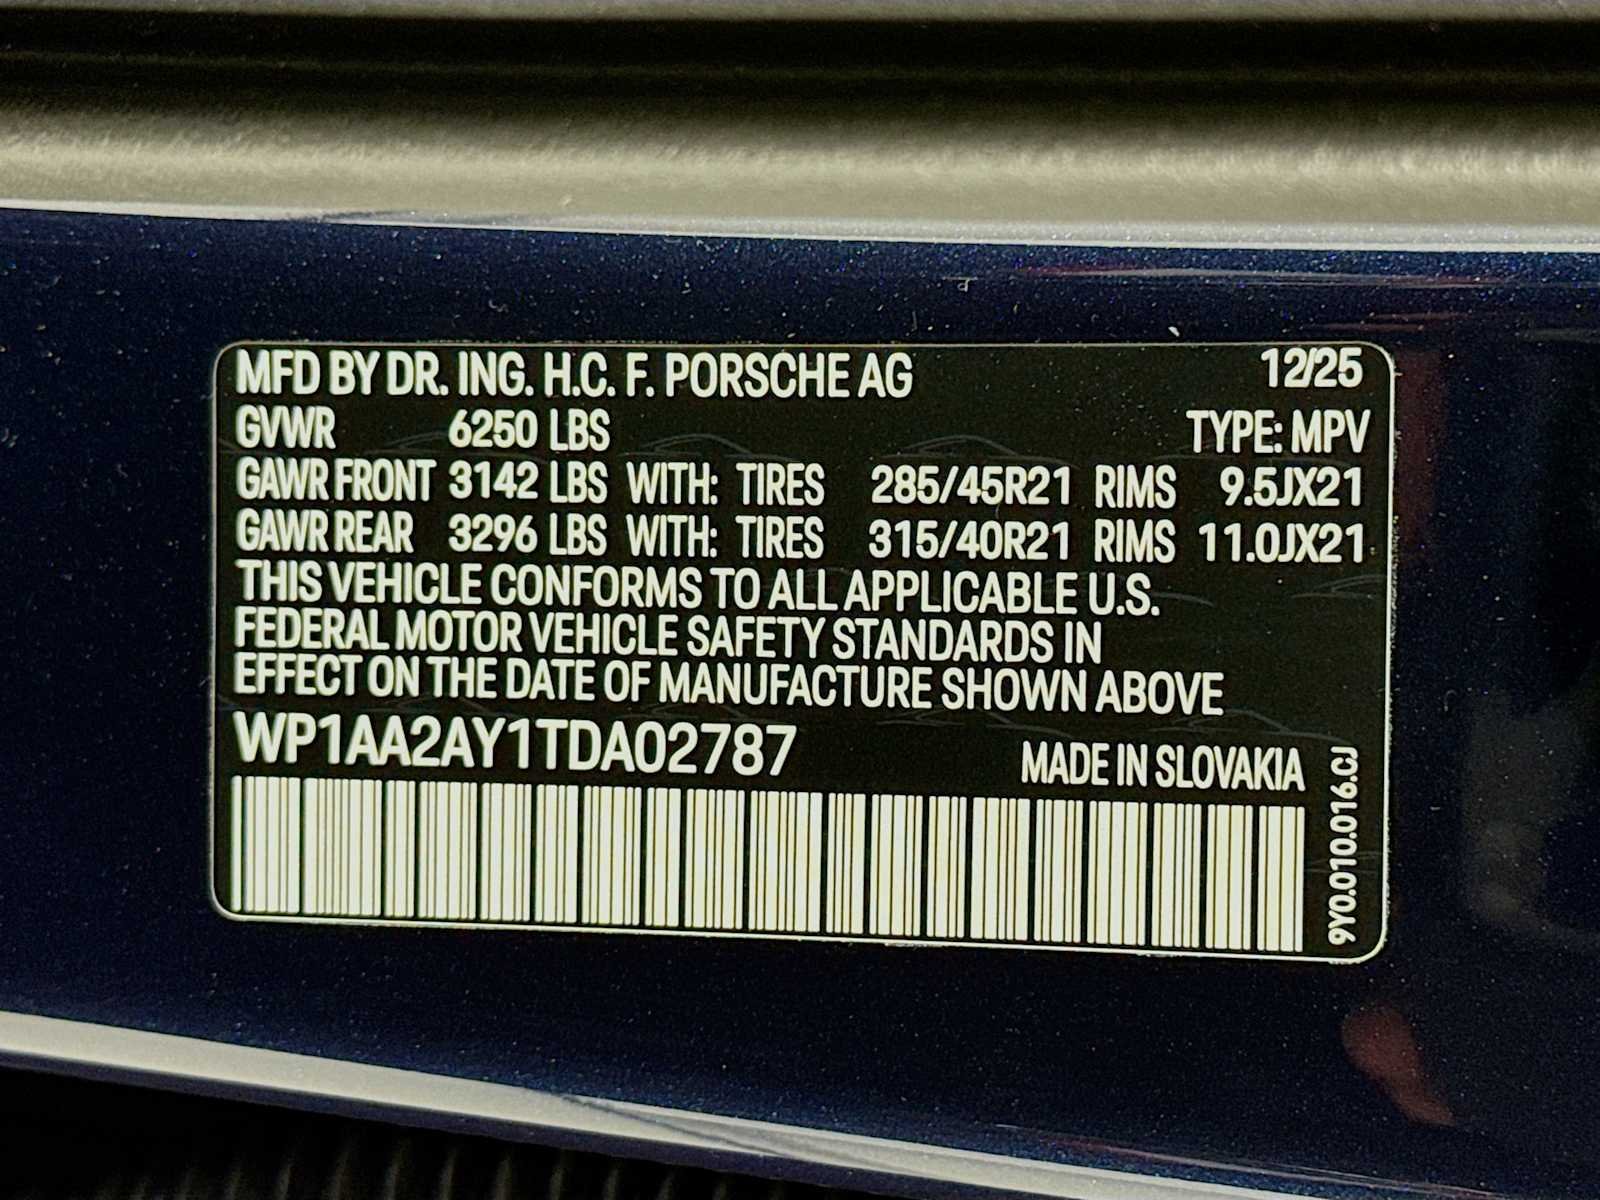 MFD BY DR. ING. H.C. F. PORSCHE AG 12/25
GVWR 6250 LBS TYPE: MPV
GAWR FRONT 3142 LBS WITH: TIRES 285/45R21 RIMS 9.5JX21
GAWR REAR 3296 LBS WITH: TIRES 315/40R21 RIMS 11.0JX21
THIS VEHICLE CONFORMS TO ALL APPLICABLE U.S.
FEDERAL MOTOR VEHICLE SAFETY STANDARDS IN
EFFECT ON THE DATE OF MANUFACTURE SHOWN ABOVE
WP1AA2AY1TDA02787 MADE IN SLOVAKIA
9Y0.010.016.CJ